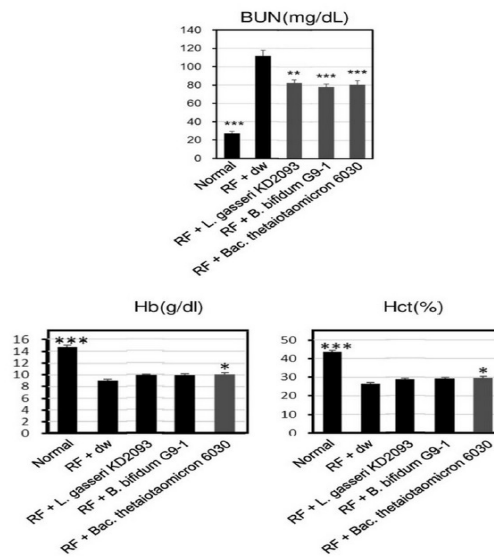 BUN(mg/dL)
140
120
100
80
60
40
20
0
***
**
***
***
Normal
RF + dw
RF + L. gasseri KD2093
RF + B. bifidum G9-1
RF + Bac. thetaiotaomicron 6030
Hb(g/dl)
16
14
12
10
8
6
4
2
0
***
*
Normal
RF + dw
RF + L. gasseri KD2093
RF + B. bifidum G9-1
RF + Bac. thetaiotaomicron 6030
Hct(%)
50
40
30
20
10
0
***
*
Normal
RF + dw
RF + L. gasseri KD2093
RF + B. bifidum G9-1
RF + Bac. thetaiotaomicron 6030